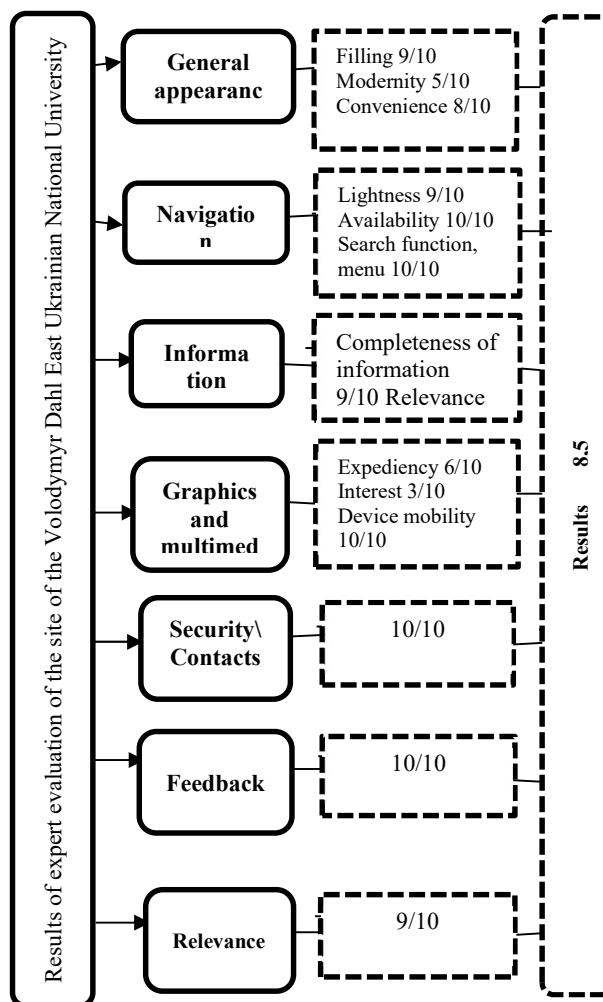 Results of expert evaluation of the site of the Volodymyr Dahl East Ukrainian National University
General
appearanc
Filling 9/10
Modernity 5/10
Convenience 8/10
Navigatio
n
Lightness 9/10
Availability 10/10
Search function,
menu 10/10
Informa
tion
Completeness of
information
9/10 Relevance
Graphics
and
multimed
Expediency 6/10
Interest 3/10
Device mobility
10/10
Security\
Contacts
10/10
Feedback
10/10
Relevance
9/10
Results 8.5